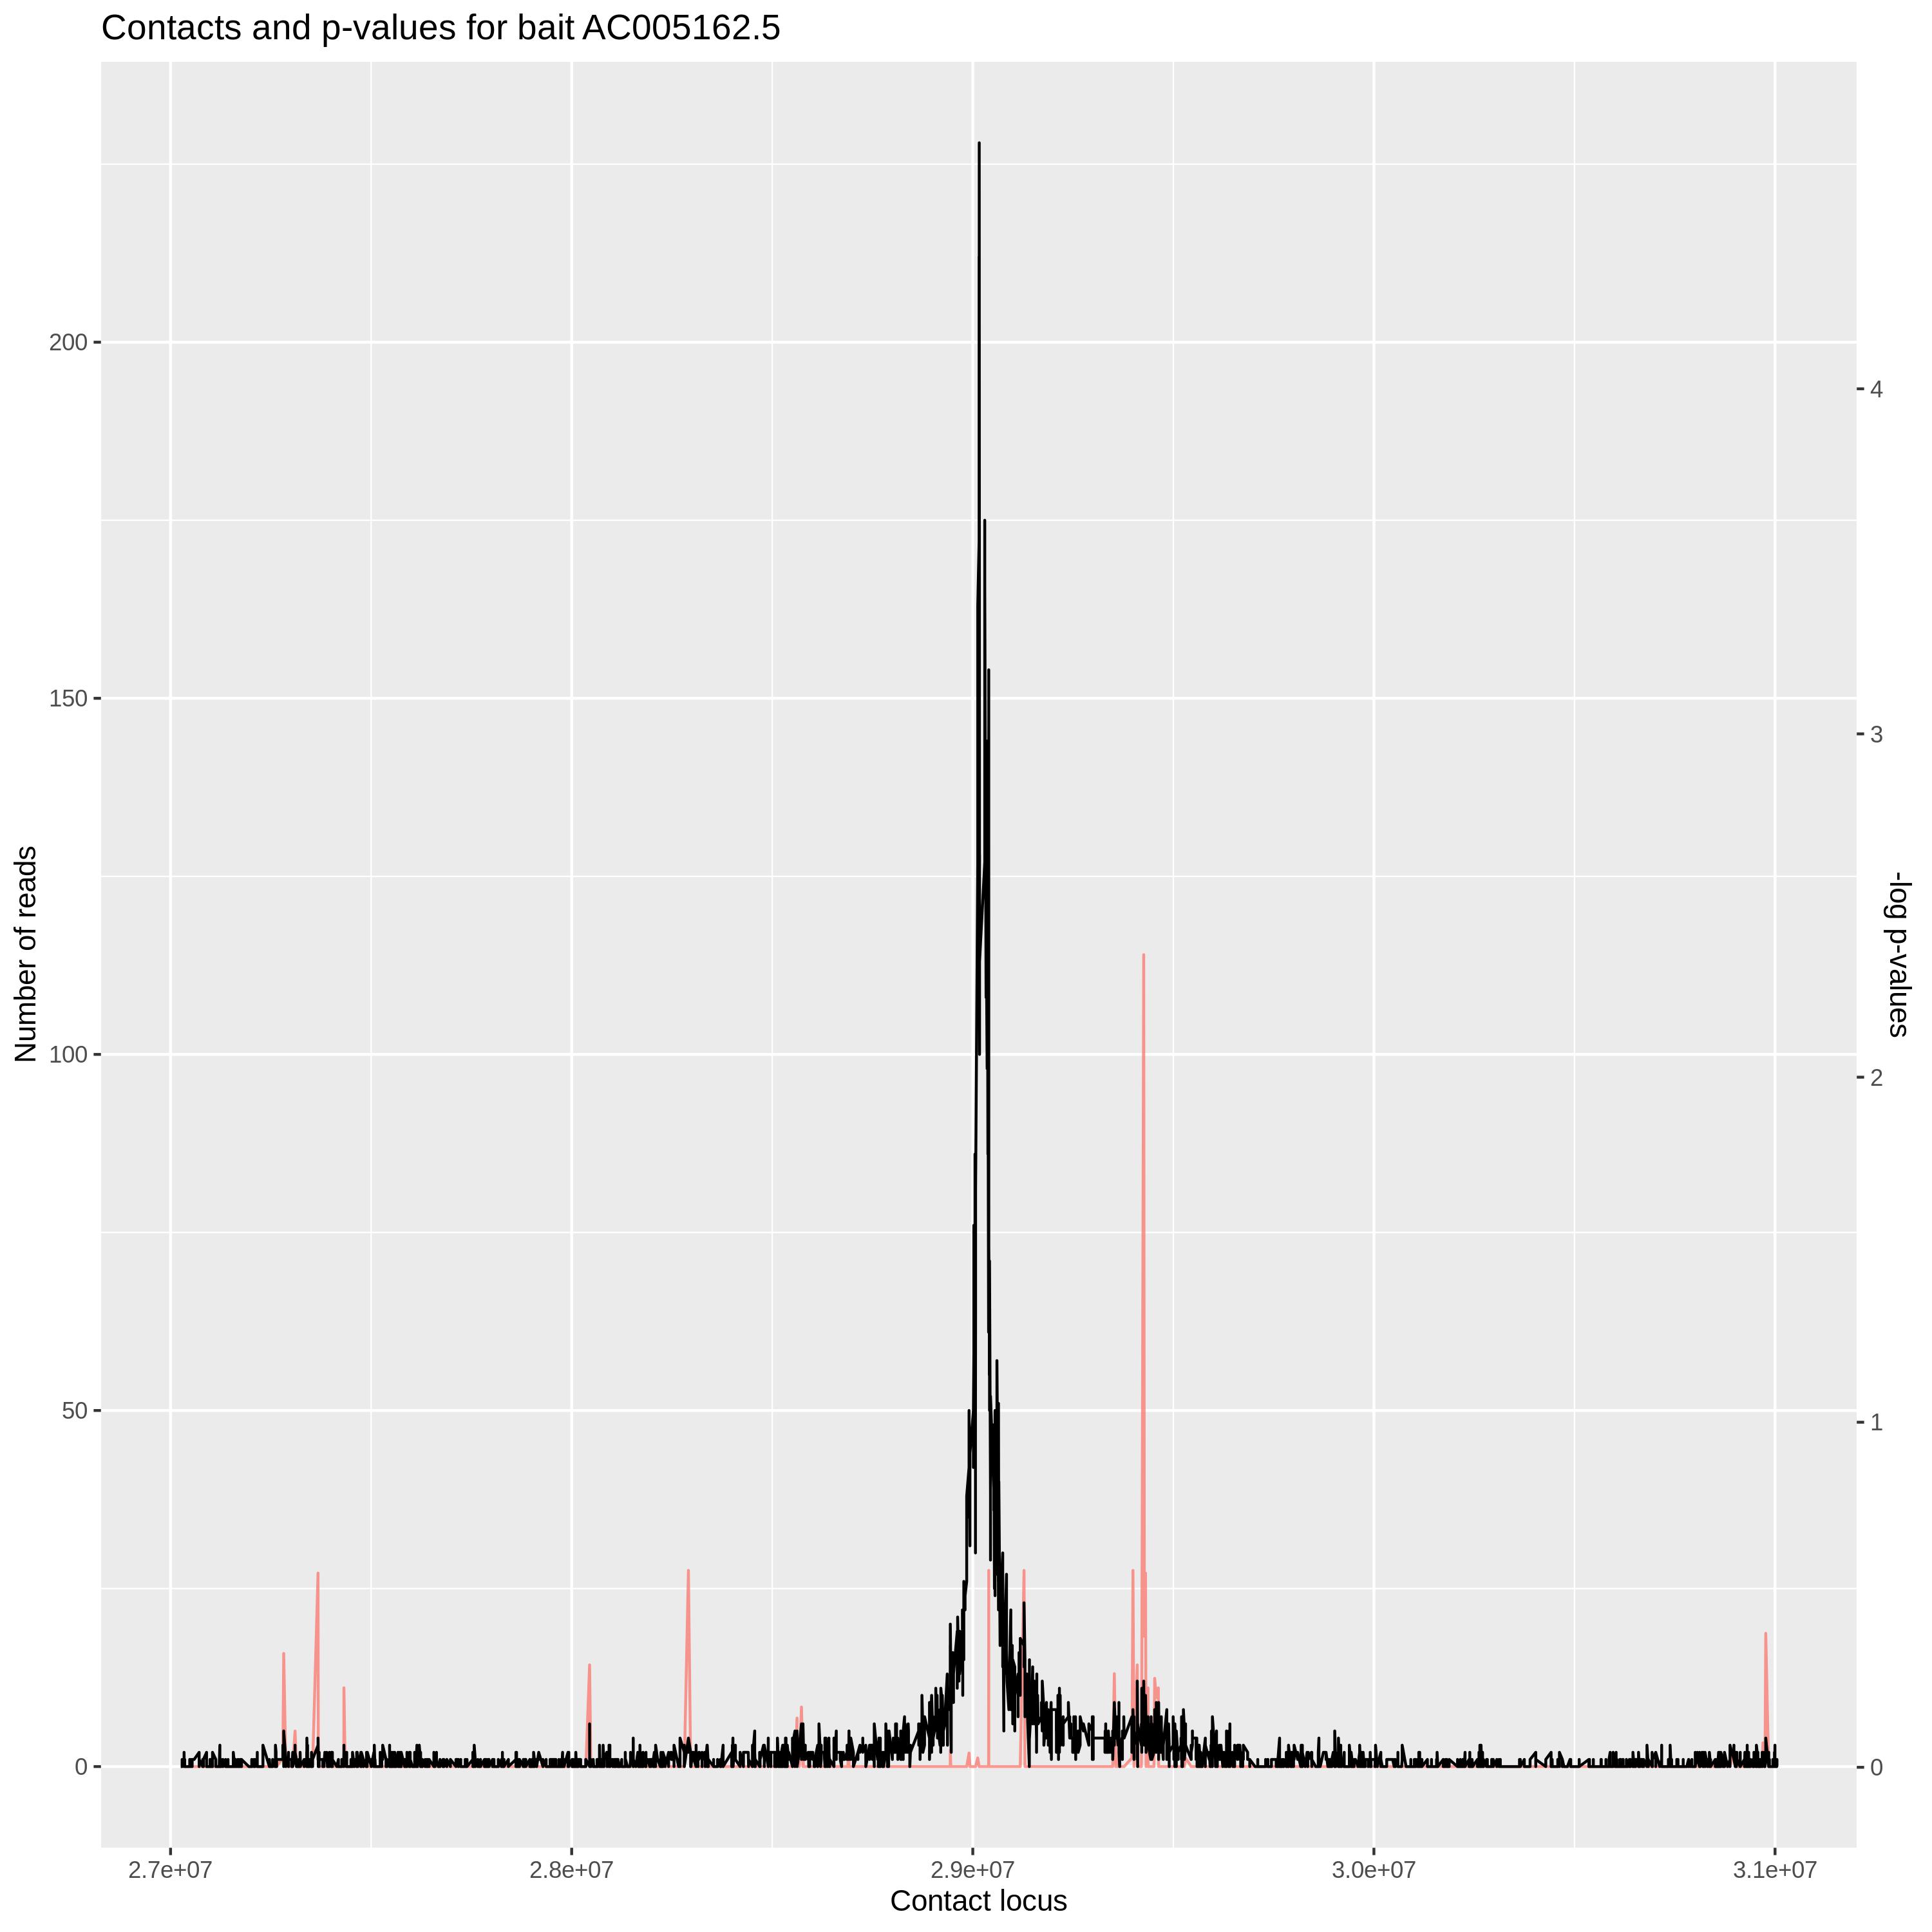 Contacts and p-values for bait AC005162.5
Number of reads
200
150
100
50
0
4
3
2
1
0
-log p-values
2.7e+07 2.8e+07 2.9e+07 3.0e+07 3.1e+07
Contact locus